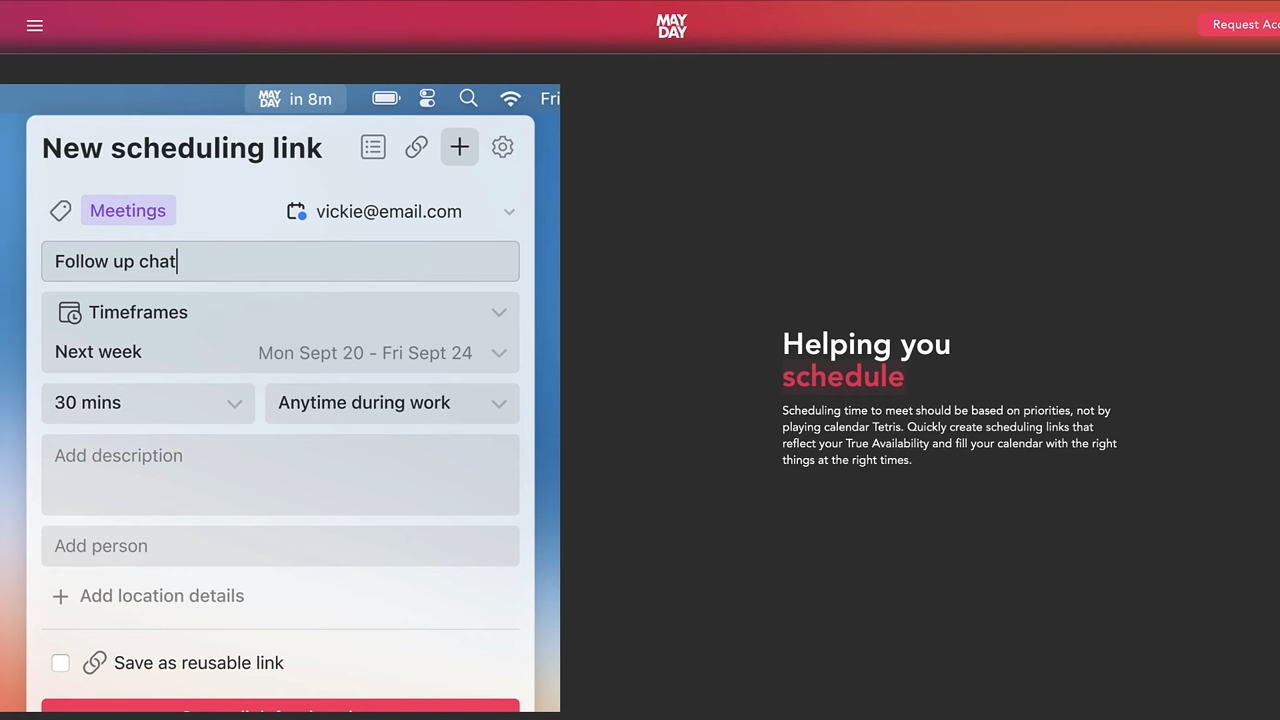 MAY
DAY
Request
MAY
DAY
in 8m
Fri
New scheduling link
Meetings
vickie@email.com
Follow up chat
Timeframes
Next week
Mon Sept 20 - Fri Sept 24
30 mins
Anytime during work
Add description
Add person
Add location details
Save as reusable link
Helping you
schedule
Scheduling time to meet should be based on priorities, not by
playing calendar Tetris. Quickly create scheduling links that
reflect your True Availability and fill your calendar with the right
things at the right times.